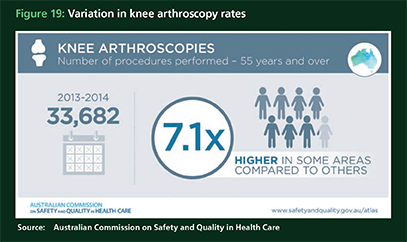 Figure 19: Variation in knee arthroscopy rates
KNEE ARTHROSCOPIES
Number of procedures performed – 55 years and over
2013-2014
33,682
7.1x
HIGHER IN SOME AREAS
COMPARED TO OTHERS
AUSTRALIAN COMMISSION
ON SAFETY AND QUALITY IN HEALTH CARE
www.safetyandquality.gov.au/atlas
Source: Australian Commission on Safety and Quality in Health Care